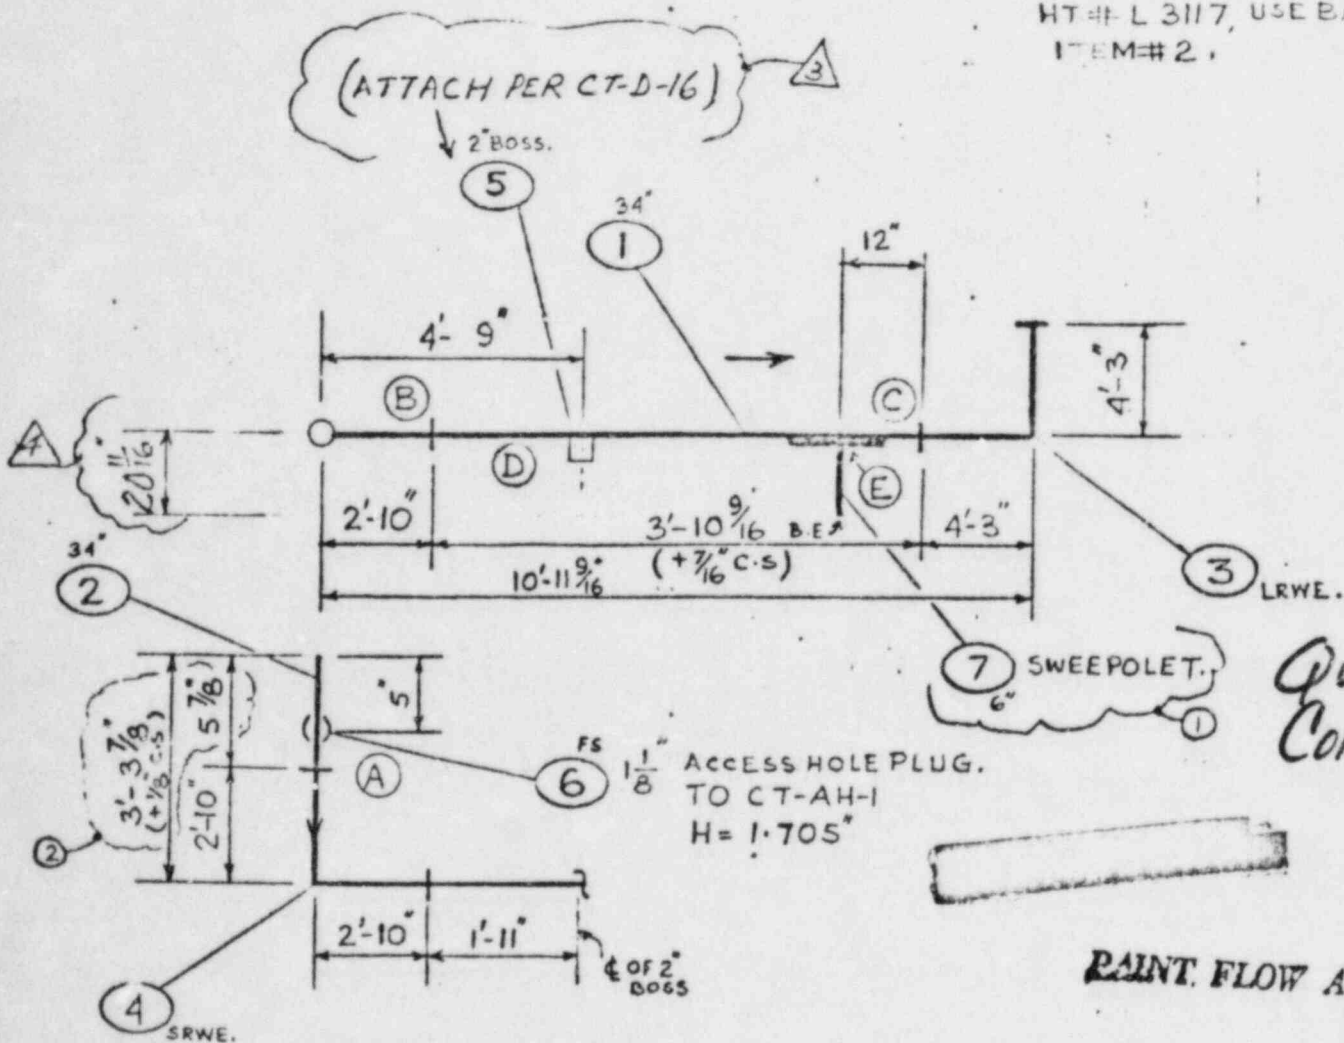 HT # L 3117, USE
ITEM # 2.
(ATTACH PER CT-D-16)
3
2" BOSS.
5
34"
1
12"
4'- 9"
B
C
4'-3"
4
20 11/16"
D
E
2'-10"
3'-10 9/16
B.E.
4'-3"
(+7/16" C.S)
10'-11 9/16"
3 LRWE.
34"
2
7 SWEEPOLET.
6"
1
3'-3 7/8"
(+1/8 C.S)
5 7/8"
2'-10"
5"
A
FS
6
1 1/8" ACCESS HOLE PLUG.
TO CT-AH-1
H= 1.705"
2
2'-10"
1'-11"
℄ OF 2"
BOSS
4 SRWE.
PAINT. FLOW